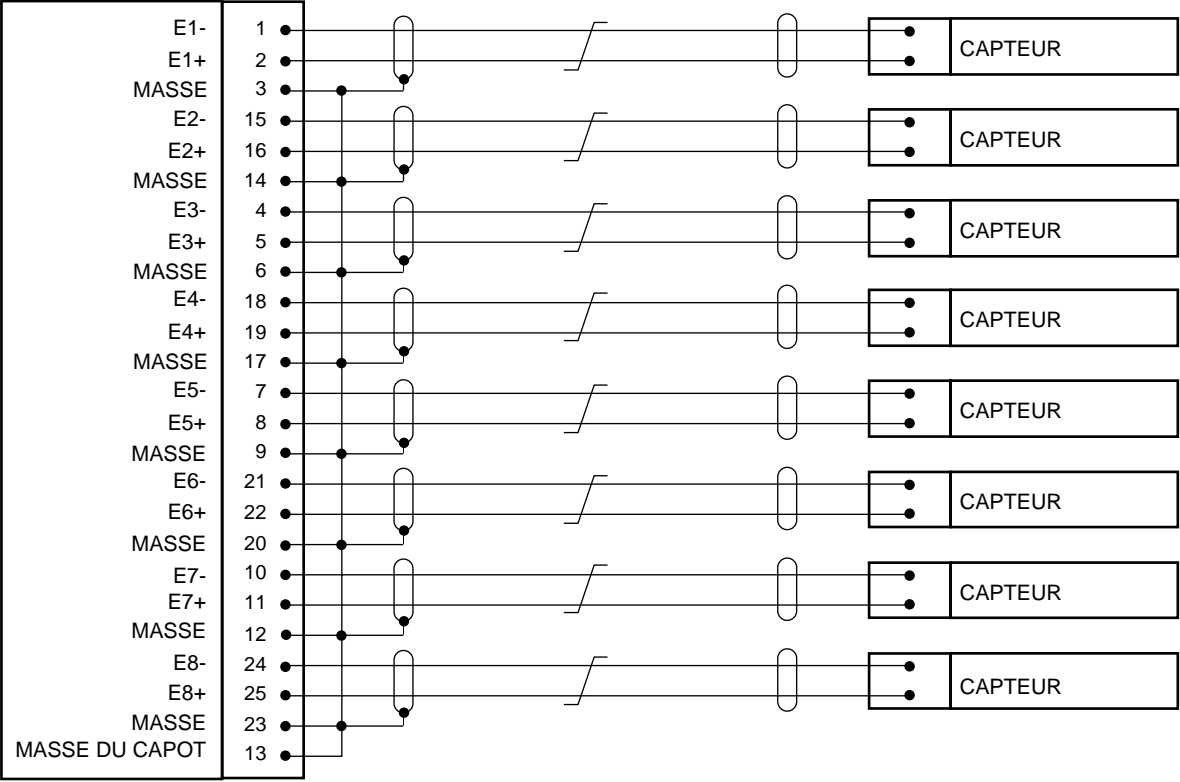 E1- 1 CAPTEUR
E1+ 2
MASSE 3
E2- 15 CAPTEUR
E2+ 16
MASSE 14
E3- 4 CAPTEUR
E3+ 5
MASSE 6
E4- 18 CAPTEUR
E4+ 19
MASSE 17
E5- 7 CAPTEUR
E5+ 8
MASSE 9
E6- 21 CAPTEUR
E6+ 22
MASSE 20
E7- 10 CAPTEUR
E7+ 11
MASSE 12
E8- 24 CAPTEUR
E8+ 25
MASSE 23
MASSE DU CAPOT 13